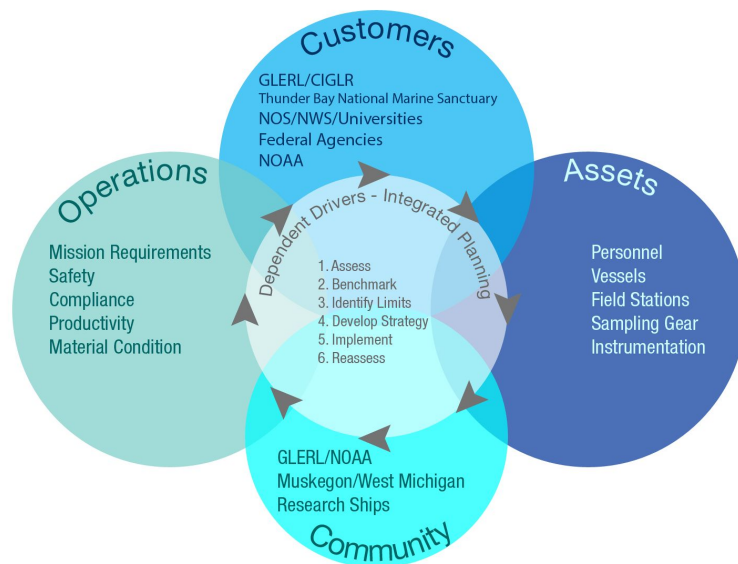 Customers
GLERL/CIGLR
Thunder Bay National Marine Sanctuary
NOS/NWS/Universities
Federal Agencies
NOAA
Operations
Mission Requirements
Safety
Compliance
Productivity
Material Condition
Dependent Drivers - Integrated Planning
1. Assess
2. Benchmark
3. Identify Limits
4. Develop Strategy
5. Implement
6. Reassess
Assets
Personnel
Vessels
Field Stations
Sampling Gear
Instrumentation
GLERL/NOAA
Muskegon/West Michigan
Research Ships
Community